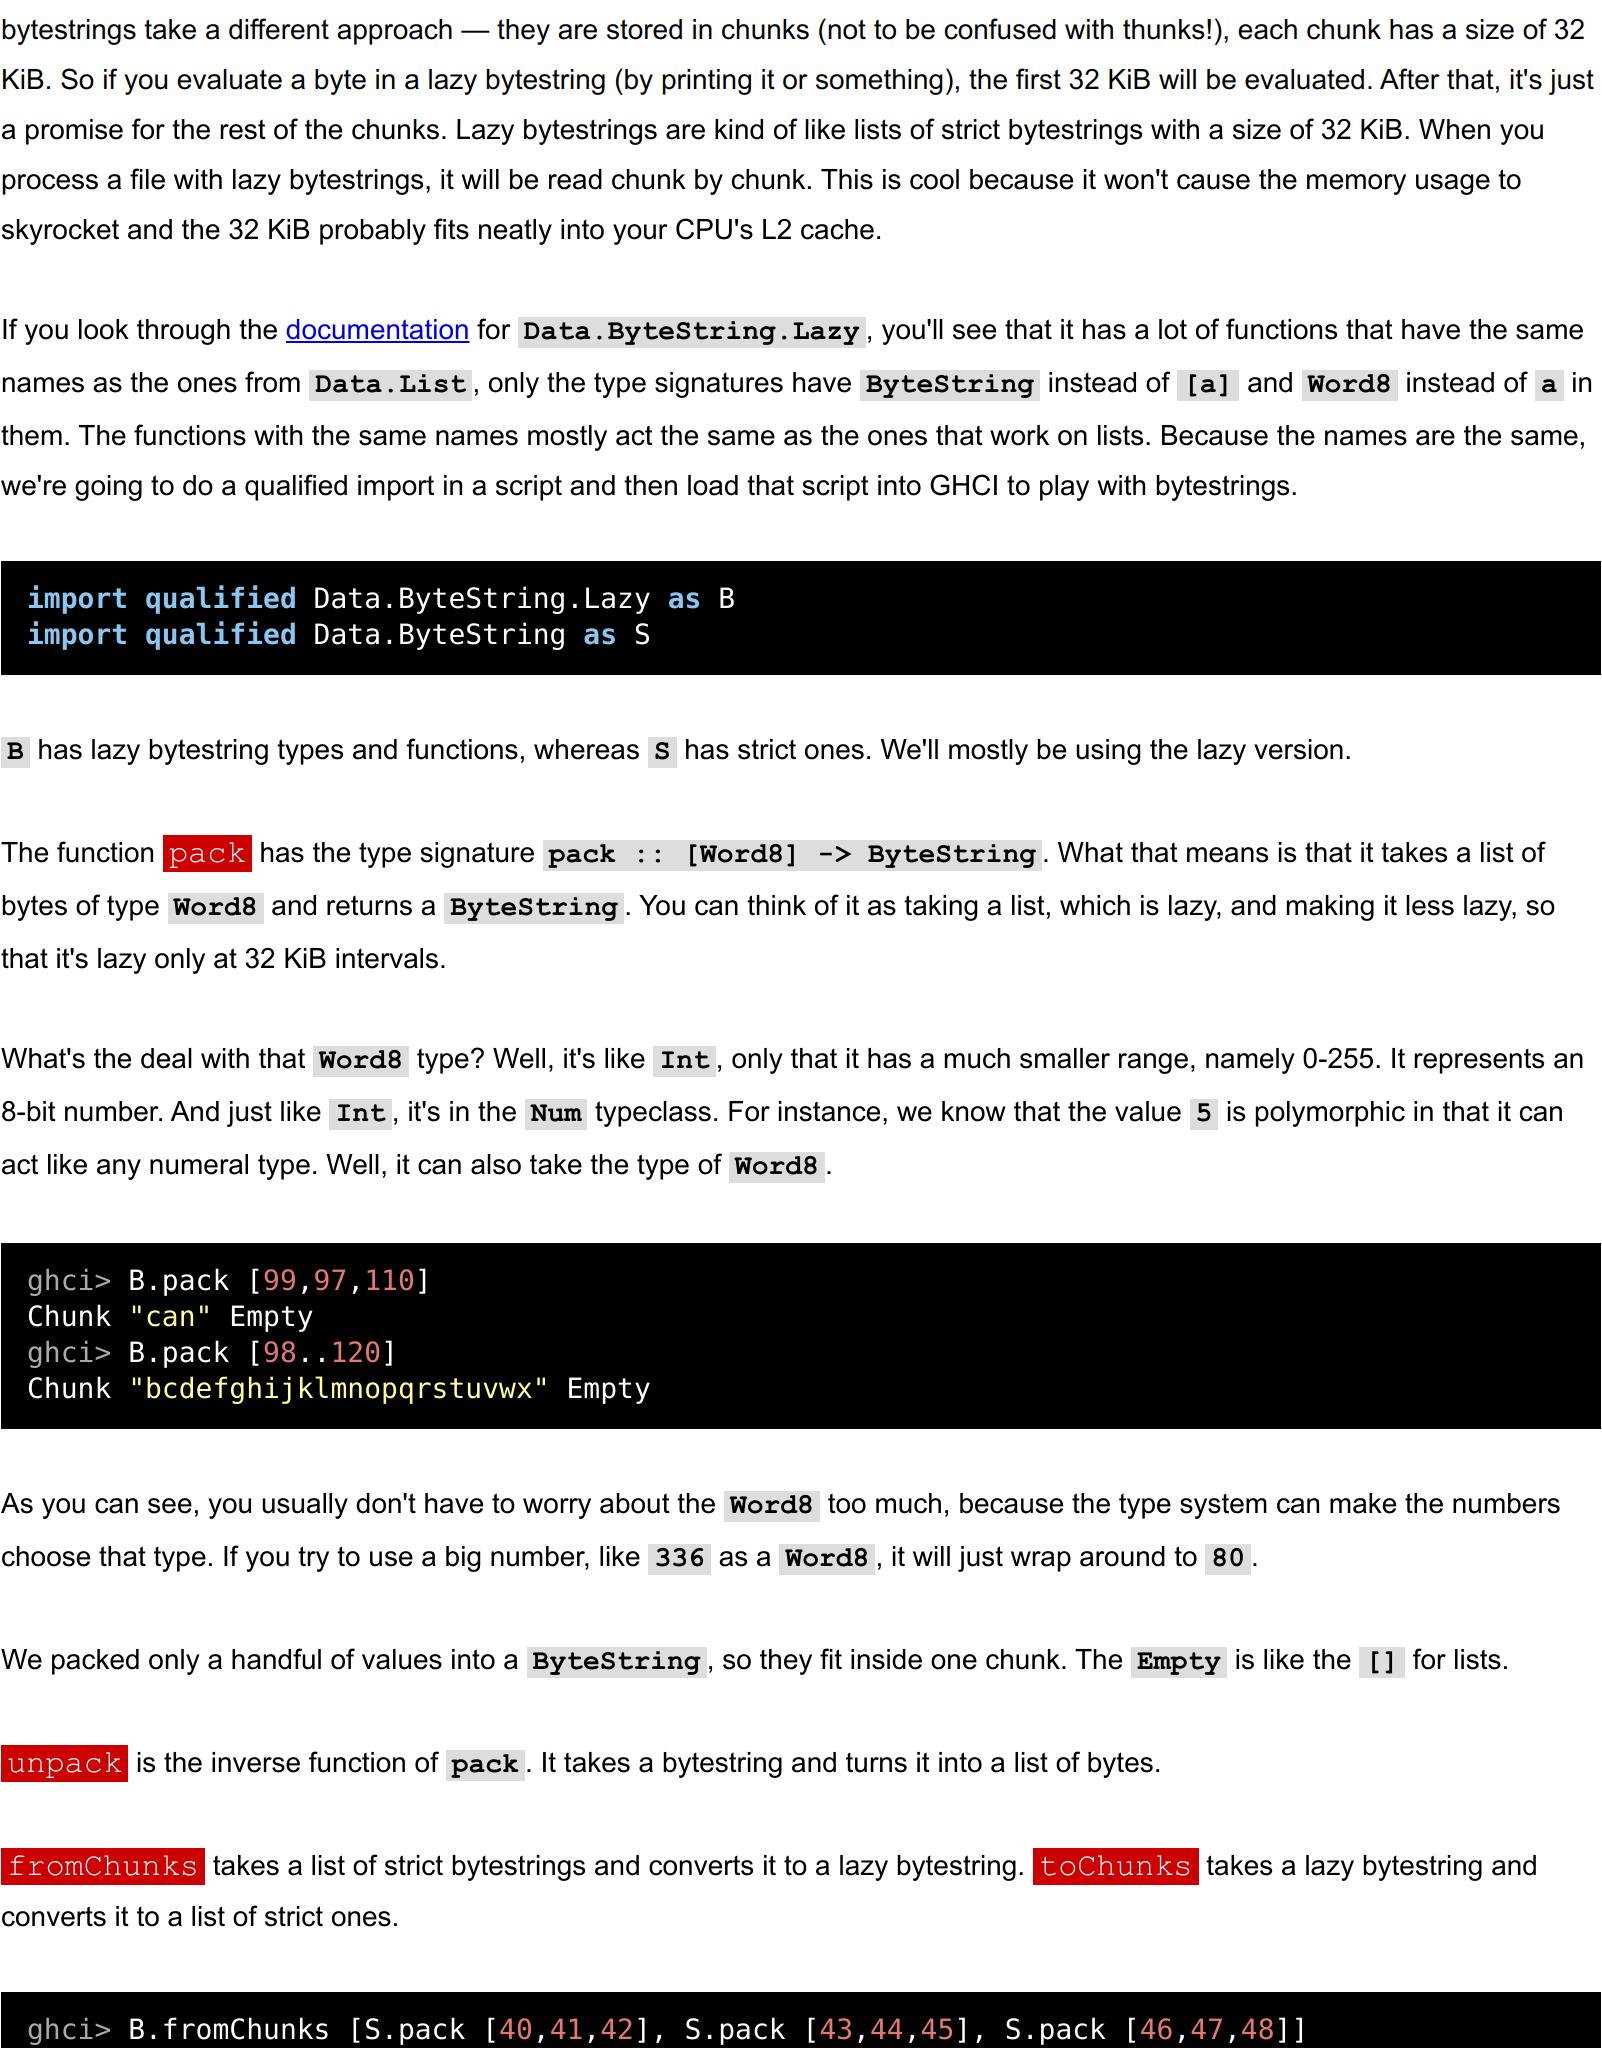 bytestrings take a different approach — they are stored in chunks (not to be confused with thunks!), each chunk has a size of 32
KiB. So if you evaluate a byte in a lazy bytestring (by printing it or something), the first 32 KiB will be evaluated. After that, it's just
a promise for the rest of the chunks. Lazy bytestrings are kind of like lists of strict bytestrings with a size of 32 KiB. When you
process a file with lazy bytestrings, it will be read chunk by chunk. This is cool because it won't cause the memory usage to
skyrocket and the 32 KiB probably fits neatly into your CPU's L2 cache.
If you look through the documentation for Data.ByteString.Lazy, you'll see that it has a lot of functions that have the same
names as the ones from Data.List, only the type signatures have ByteString instead of [a] and Word8 instead of a in
them. The functions with the same names mostly act the same as the ones that work on lists. Because the names are the same,
we're going to do a qualified import in a script and then load that script into GHCI to play with bytestrings.
import qualified Data.ByteString.Lazy as B
import qualified Data.ByteString as S
B has lazy bytestring types and functions, whereas S has strict ones. We'll mostly be using the lazy version.
The function pack has the type signature pack :: [Word8] -> ByteString. What that means is that it takes a list of
bytes of type Word8 and returns a ByteString. You can think of it as taking a list, which is lazy, and making it less lazy, so
that it's lazy only at 32 KiB intervals.
What's the deal with that Word8 type? Well, it's like Int, only that it has a much smaller range, namely 0-255. It represents an
8-bit number. And just like Int, it's in the Num typeclass. For instance, we know that the value 5 is polymorphic in that it can
act like any numeral type. Well, it can also take the type of Word8.
ghci> B.pack [99,97,110]
Chunk "can" Empty
ghci> B.pack [98..120]
Chunk "bcdefghijklmnopqrstuvwx" Empty
As you can see, you usually don't have to worry about the Word8 too much, because the type system can make the numbers
choose that type. If you try to use a big number, like 336 as a Word8, it will just wrap around to 80.
We packed only a handful of values into a ByteString, so they fit inside one chunk. The Empty is like the [] for lists.
unpack is the inverse function of pack. It takes a bytestring and turns it into a list of bytes.
fromChunks takes a list of strict bytestrings and converts it to a lazy bytestring. toChunks takes a lazy bytestring and
converts it to a list of strict ones.
ghci> B.fromChunks [S.pack [40,41,42], S.pack [43,44,45], S.pack [46,47,48]]